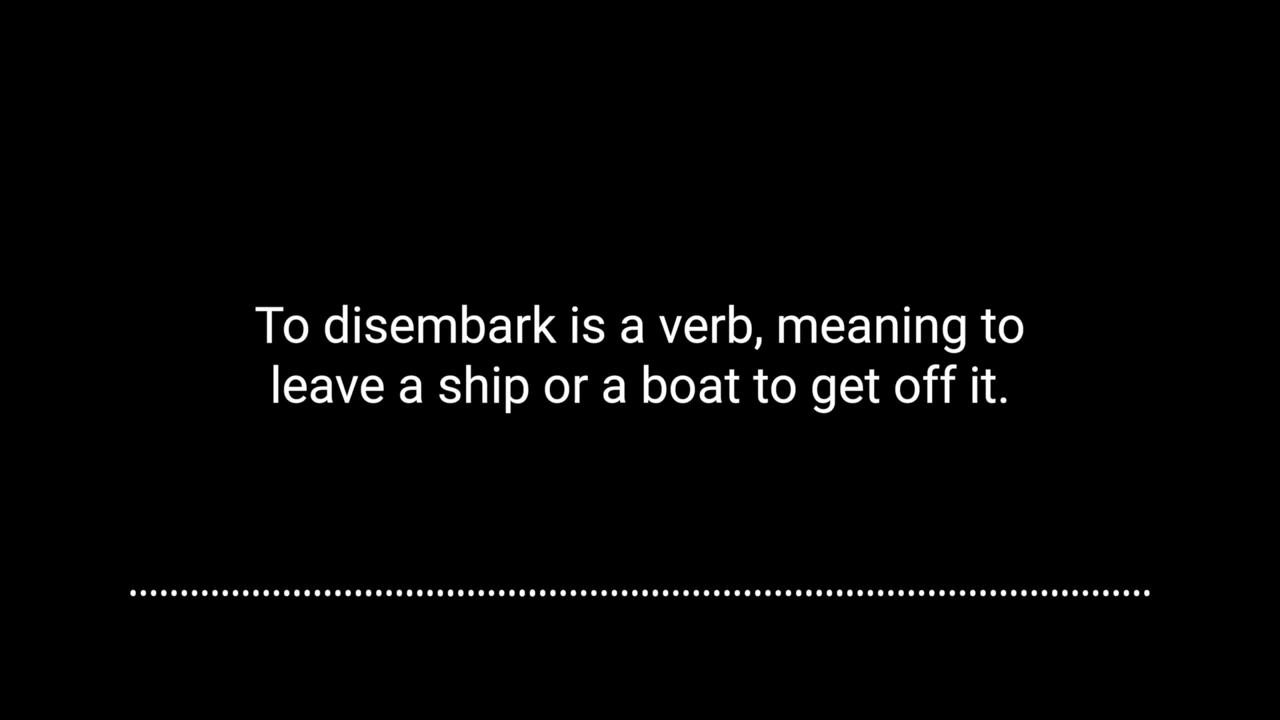 To disembark is a verb, meaning to
leave a ship or a boat to get off it.